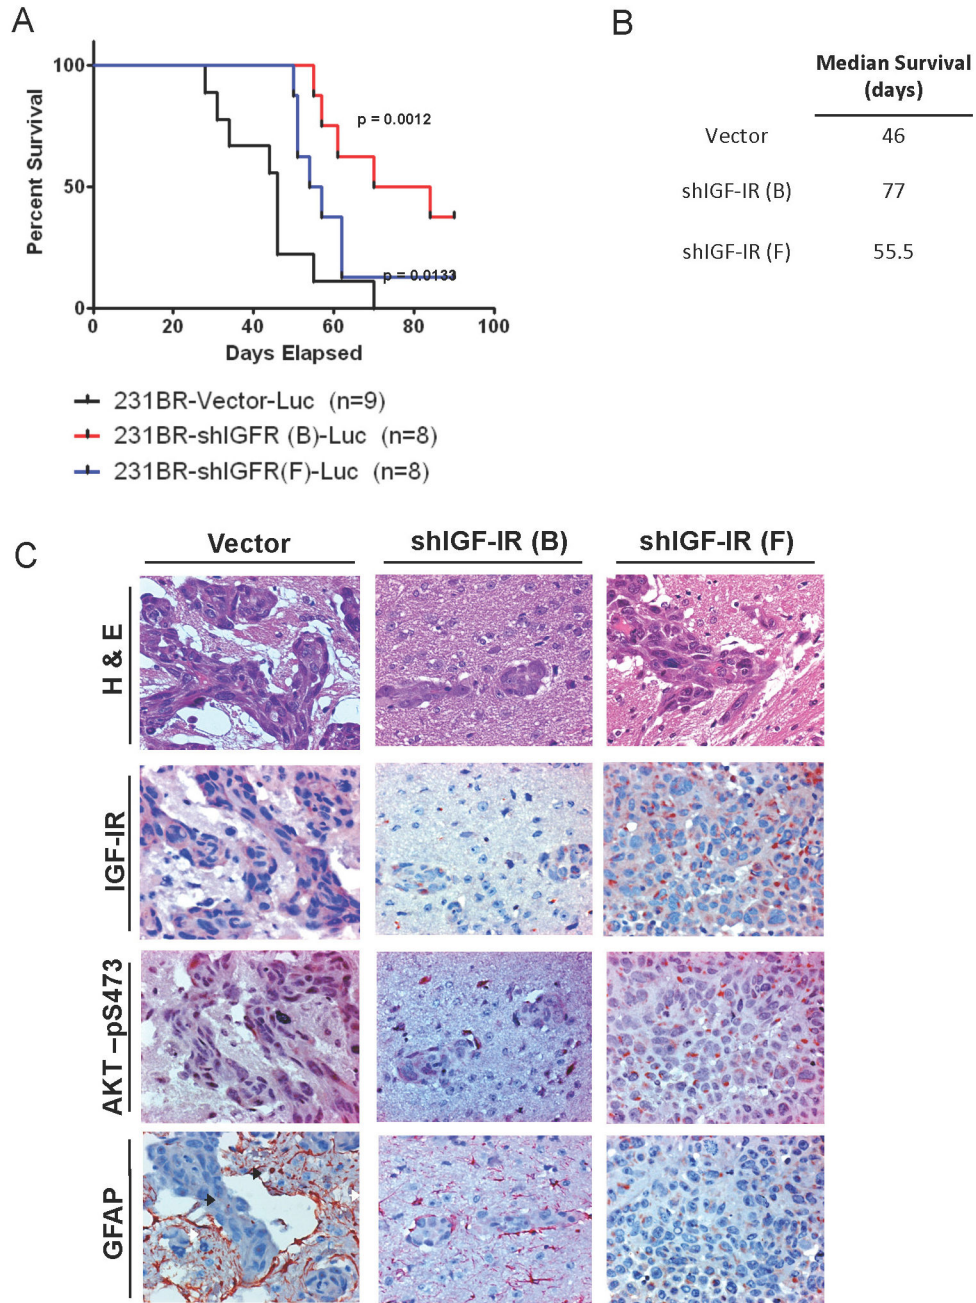 A
100
50
0
Percent Survival
p = 0.0012
p = 0.0133
0 20 40 60 80 100
Days Elapsed
231BR-Vector-Luc (n=9)
231BR-shIGFR (B)-Luc (n=8)
231BR-shIGFR(F)-Luc (n=8)
B
Median Survival
(days)
Vector 46
shIGF-IR (B) 77
shIGF-IR (F) 55.5
C
Vector shIGF-IR (B) shIGF-IR (F)
H & E
IGF-IR
AKT –pS473
GFAP